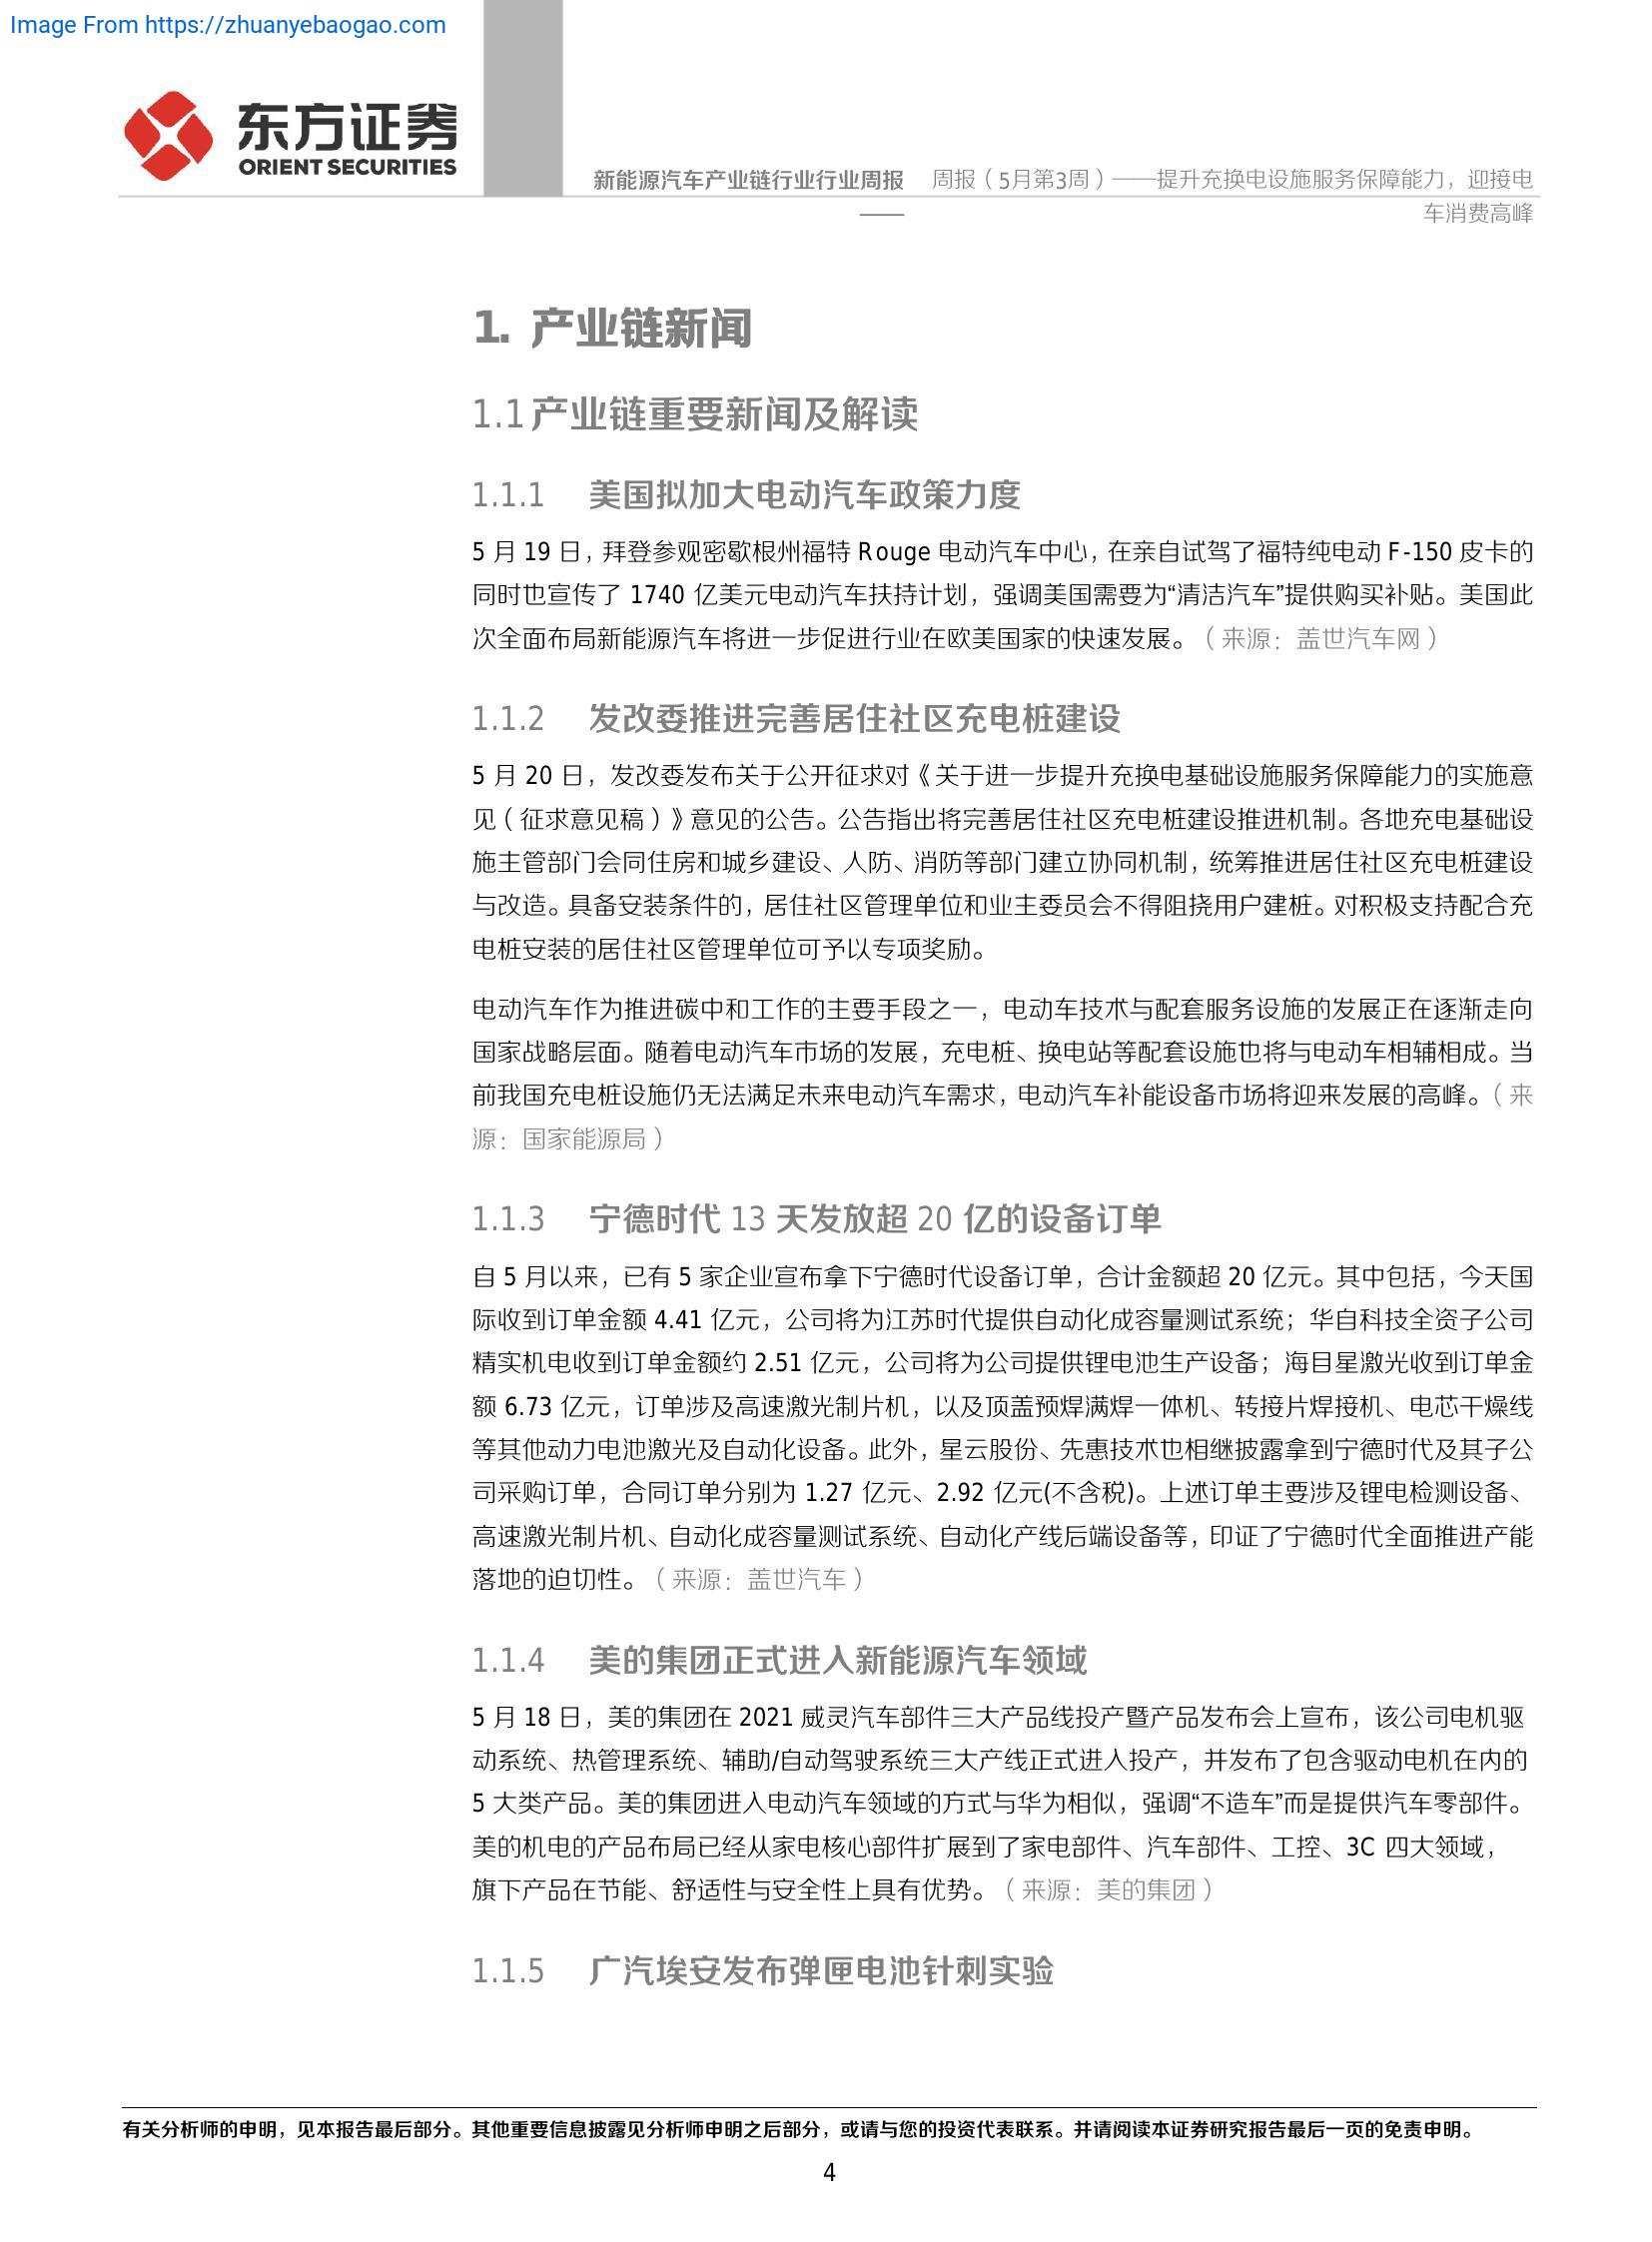 Image From https://zhuanyebaogao.com
东方证券
ORIENT SECURITIES
新能源汽车产业链行业行业周报 —— 周报（5月第3周）——提升充换电设施服务保障能力，迎接电
车消费高峰
1. 产业链新闻
1.1产业链重要新闻及解读
1.1.1 美国拟加大电动汽车政策力度
5 月 19 日，拜登参观密歇根州福特 Rouge 电动汽车中心，在亲自试驾了福特纯电动 F-150 皮卡的
同时也宣传了 1740 亿美元电动汽车扶持计划，强调美国需要为“清洁汽车”提供购买补贴。美国此
次全面布局新能源汽车将进一步促进行业在欧美国家的快速发展。（来源：盖世汽车网）
1.1.2 发改委推进完善居住社区充电桩建设
5 月 20 日，发改委发布关于公开征求对《关于进一步提升充换电基础设施服务保障能力的实施意
见（征求意见稿）》意见的公告。公告指出将完善居住社区充电桩建设推进机制。各地充电基础设
施主管部门会同住房和城乡建设、人防、消防等部门建立协同机制，统筹推进居住社区充电桩建设
与改造。具备安装条件的，居住社区管理单位和业主委员会不得阻挠用户建桩。对积极支持配合充
电桩安装的居住社区管理单位可予以专项奖励。
电动汽车作为推进碳中和工作的主要手段之一，电动车技术与配套服务设施的发展正在逐渐走向
国家战略层面。随着电动汽车市场的发展，充电桩、换电站等配套设施也将与电动车相辅相成。当
前我国充电桩设施仍无法满足未来电动汽车需求，电动汽车补能设备市场将迎来发展的高峰。（来
源：国家能源局）
1.1.3 宁德时代 13 天发放超 20 亿的设备订单
自 5 月以来，已有 5 家企业宣布拿下宁德时代设备订单，合计金额超 20 亿元。其中包括，今天国
际收到订单金额 4.41 亿元，公司将为江苏时代提供自动化成容量测试系统；华自科技全资子公司
精实机电收到订单金额约 2.51 亿元，公司将为公司提供锂电池生产设备；海目星激光收到订单金
额 6.73 亿元，订单涉及高速激光制片机，以及顶盖预焊满焊一体机、转接片焊接机、电芯干燥线
等其他动力电池激光及自动化设备。此外，星云股份、先惠技术也相继披露拿到宁德时代及其子公
司采购订单，合同订单分别为 1.27 亿元、2.92 亿元(不含税)。上述订单主要涉及锂电检测设备、
高速激光制片机、自动化成容量测试系统、自动化产线后端设备等，印证了宁德时代全面推进产能
落地的迫切性。（来源：盖世汽车）
1.1.4 美的集团正式进入新能源汽车领域
5 月 18 日，美的集团在 2021 威灵汽车部件三大产品线投产暨产品发布会上宣布，该公司电机驱
动系统、热管理系统、辅助/自动驾驶系统三大产线正式进入投产，并发布了包含驱动电机在内的
5 大类产品。美的集团进入电动汽车领域的方式与华为相似，强调“不造车”而是提供汽车零部件。
美的机电的产品布局已经从家电核心部件扩展到了家电部件、汽车部件、工控、3C 四大领域，
旗下产品在节能、舒适性与安全性上具有优势。（来源：美的集团）
1.1.5 广汽埃安发布弹匣电池针刺实验
有关分析师的申明，见本报告最后部分。其他重要信息披露见分析师申明之后部分，或请与您的投资代表联系。并请阅读本证券研究报告最后一页的免责申明。
4